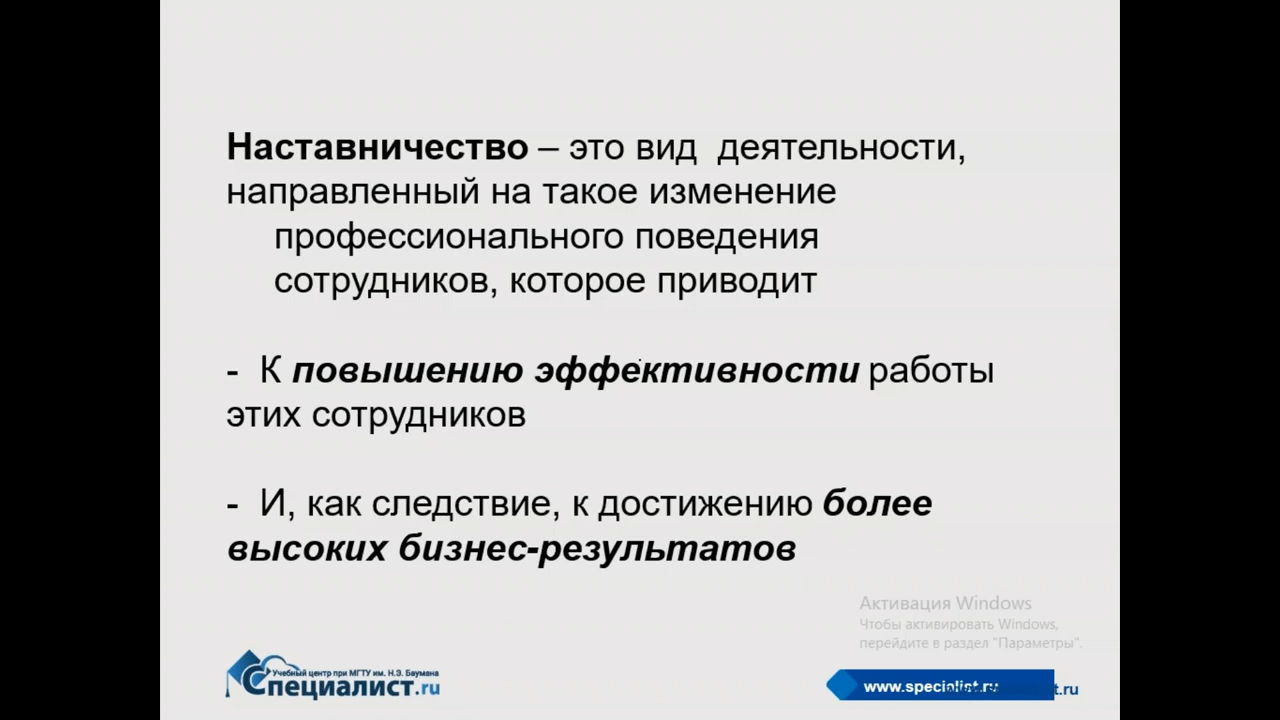 Наставничество – это вид деятельности,
направленный на такое изменение
профессионального поведения
сотрудников, которое приводит
- К повышению эффективности работы
этих сотрудников
- И, как следствие, к достижению более
высоких бизнес-результатов
Активация Windows
Чтобы активировать Windows,
перейдите в раздел "Параметры".
Учебный центр при МГТУ им. Н.Э. Баумана
Специалист.ru
www.specialist.ru